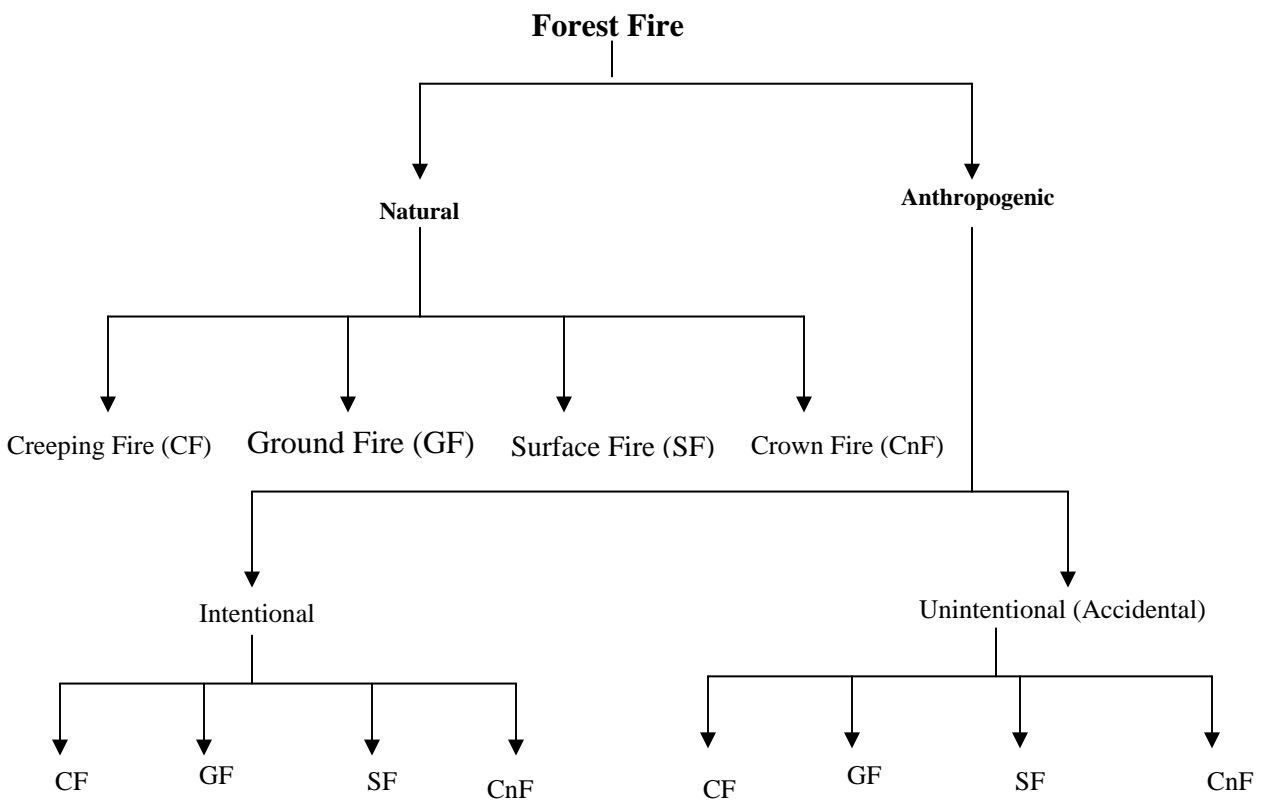 Forest Fire
Natural
Anthropogenic
Creeping Fire (CF)
Ground Fire (GF)
Surface Fire (SF)
Crown Fire (CnF)
Intentional
Unintentional (Accidental)
CF
GF
SF
CnF
CF
GF
SF
CnF